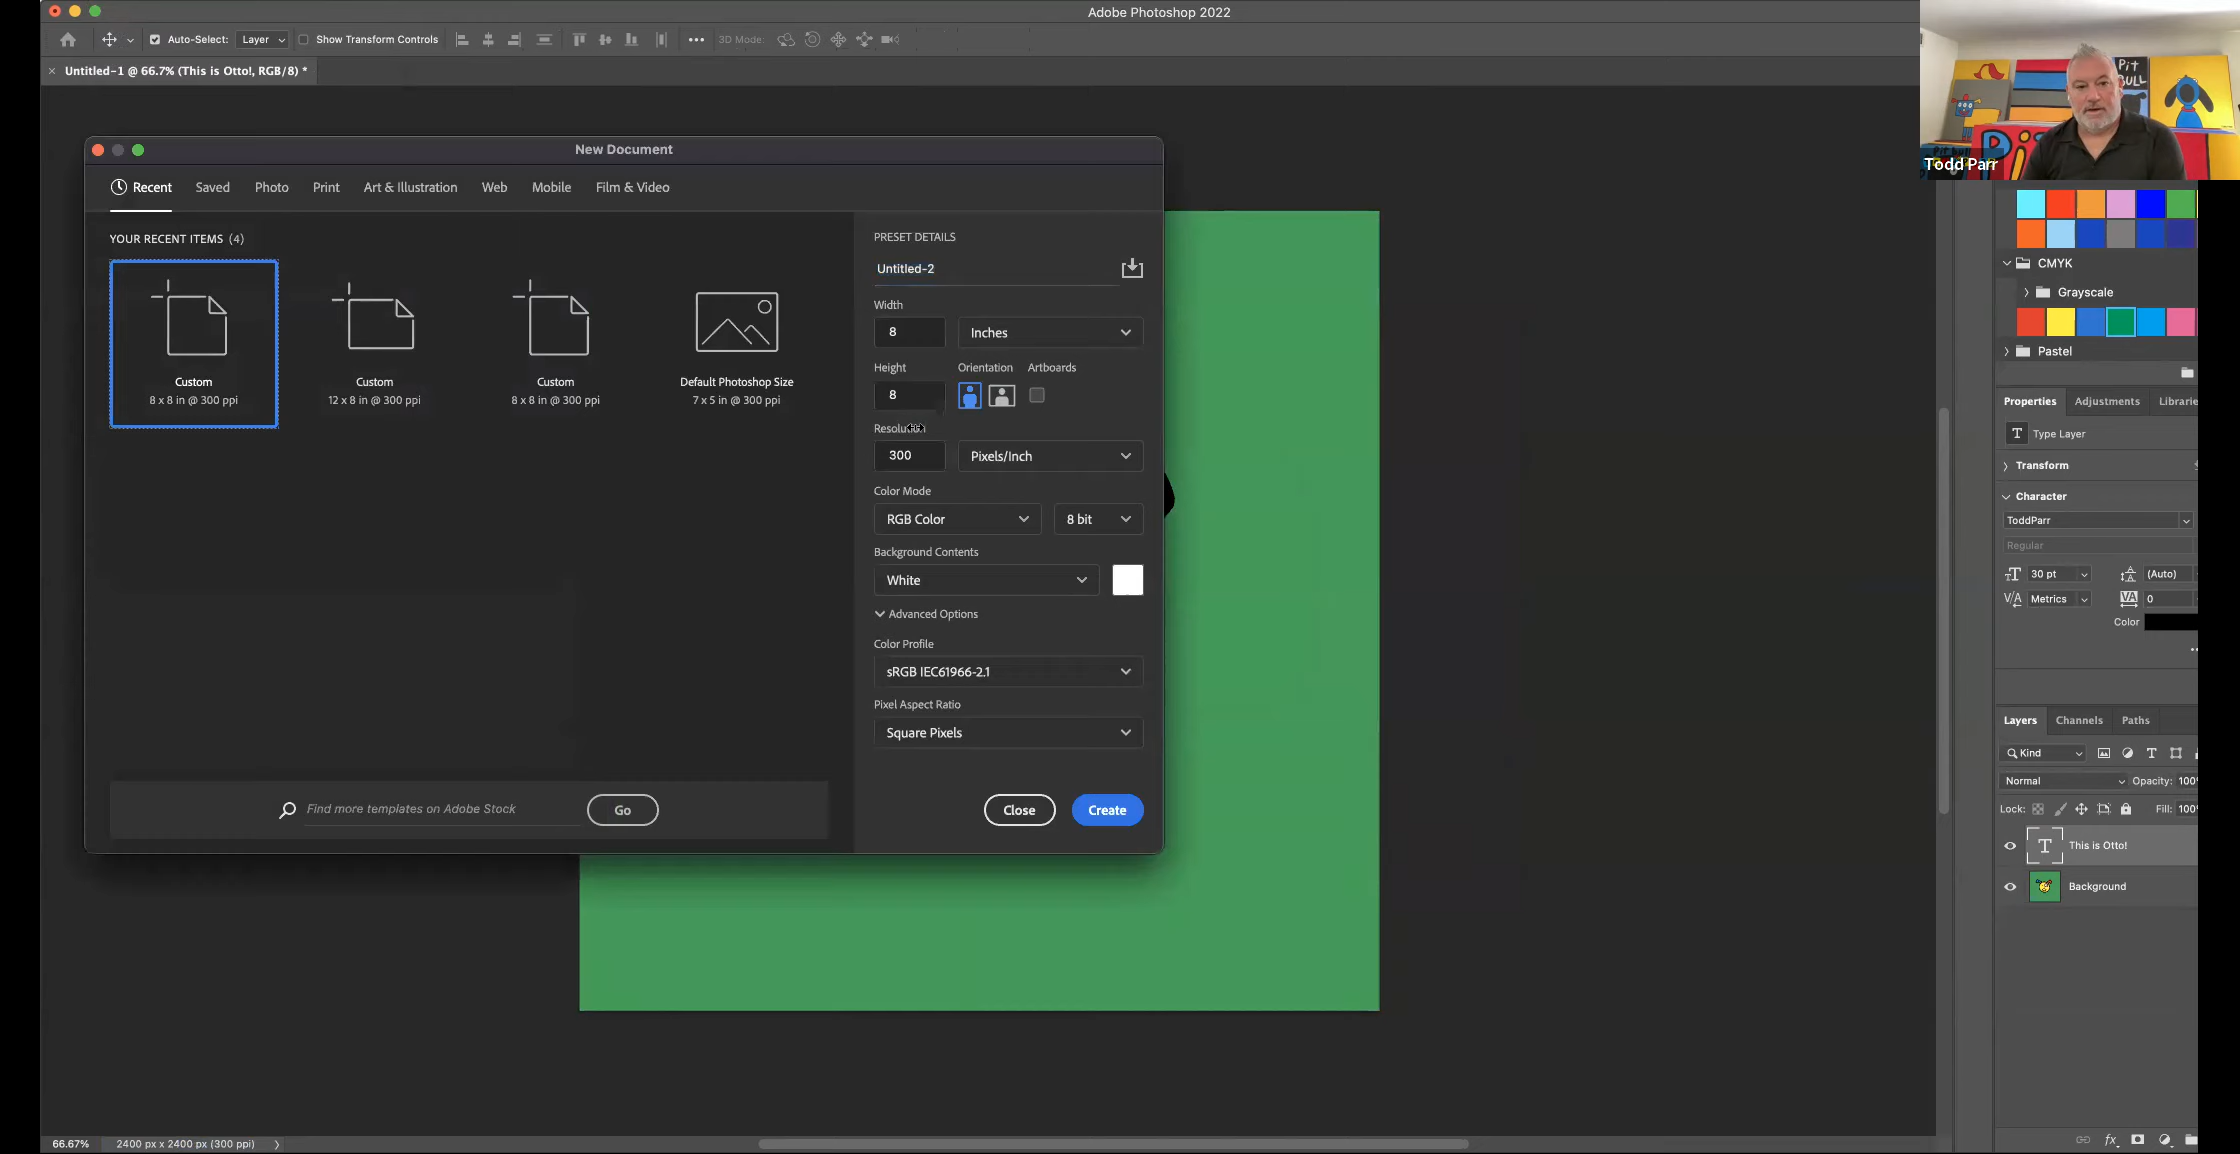 Adobe Photoshop 2022
Auto-Select: Layer Show Transform Controls 3D Mode:
Untitled-1 @ 66.7% (This is Otto!, RGB/8) *
PiT
BULL
Todd Parr
New Document
Recent Saved Photo Print Art & Illustration Web Mobile Film & Video
YOUR RECENT ITEMS (4)
Custom
8 x 8 in @ 300 ppi
Custom
12 x 8 in @ 300 ppi
Custom
8 x 8 in @ 300 ppi
Default Photoshop Size
7 x 5 in @ 300 ppi
Find more templates on Adobe Stock Go
PRESET DETAILS
Untitled-2
Width
8 Inches
Height Orientation Artboards
8
Resolution
300 Pixels/Inch
Color Mode
RGB Color 8 bit
Background Contents
White
Advanced Options
Color Profile
sRGB IEC61966-2.1
Pixel Aspect Ratio
Square Pixels
Close Create
CMYK
Grayscale
Pastel
Properties Adjustments Librarie
T Type Layer
Transform
Character
ToddParr
Regular
30 pt (Auto)
Metrics 0
Color
Layers Channels Paths
Kind
Normal Opacity: 100%
Lock: Fill: 100%
T This is Otto!
Background
fx
66.67% 2400 px x 2400 px (300 ppi)